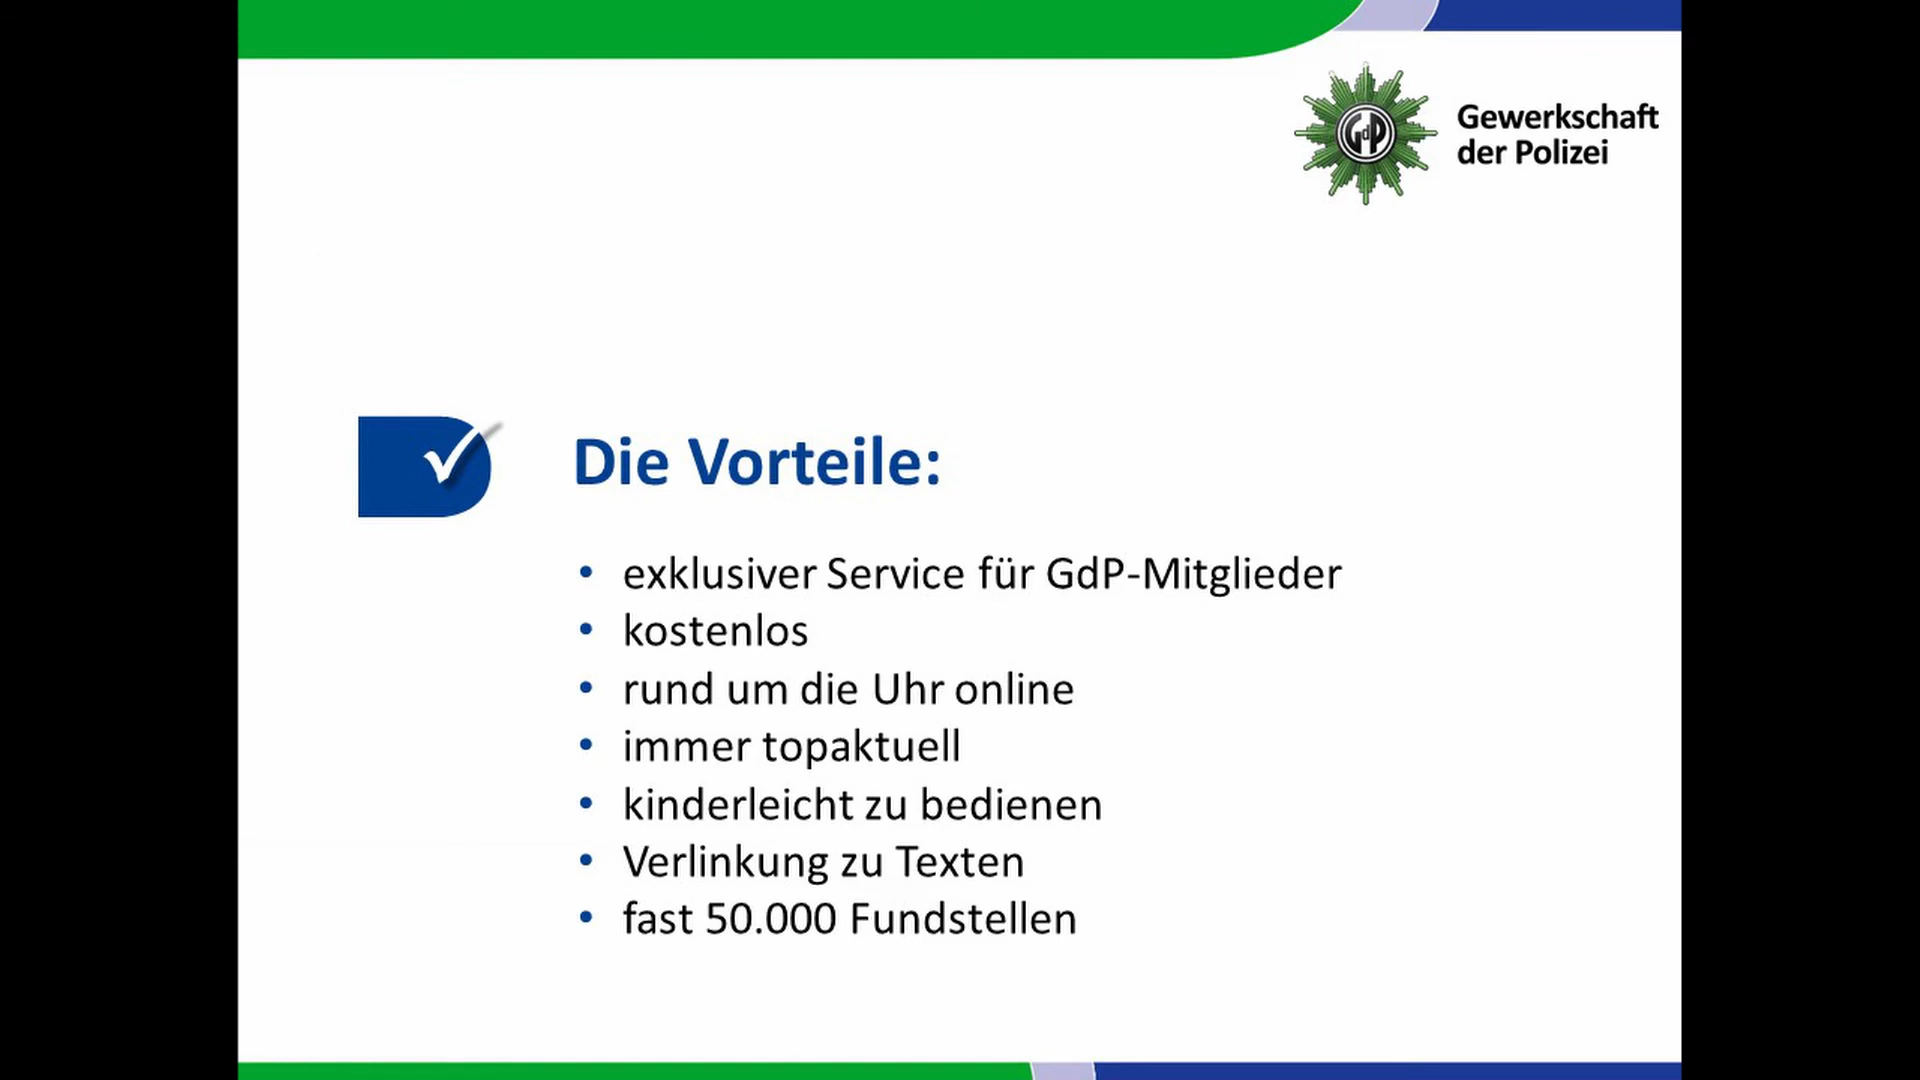 GdP
Gewerkschaft
der Polizei
Die Vorteile:
• exklusiver Service für GdP-Mitglieder
• kostenlos
• rund um die Uhr online
• immer topaktuell
• kinderleicht zu bedienen
• Verlinkung zu Texten
• fast 50.000 Fundstellen